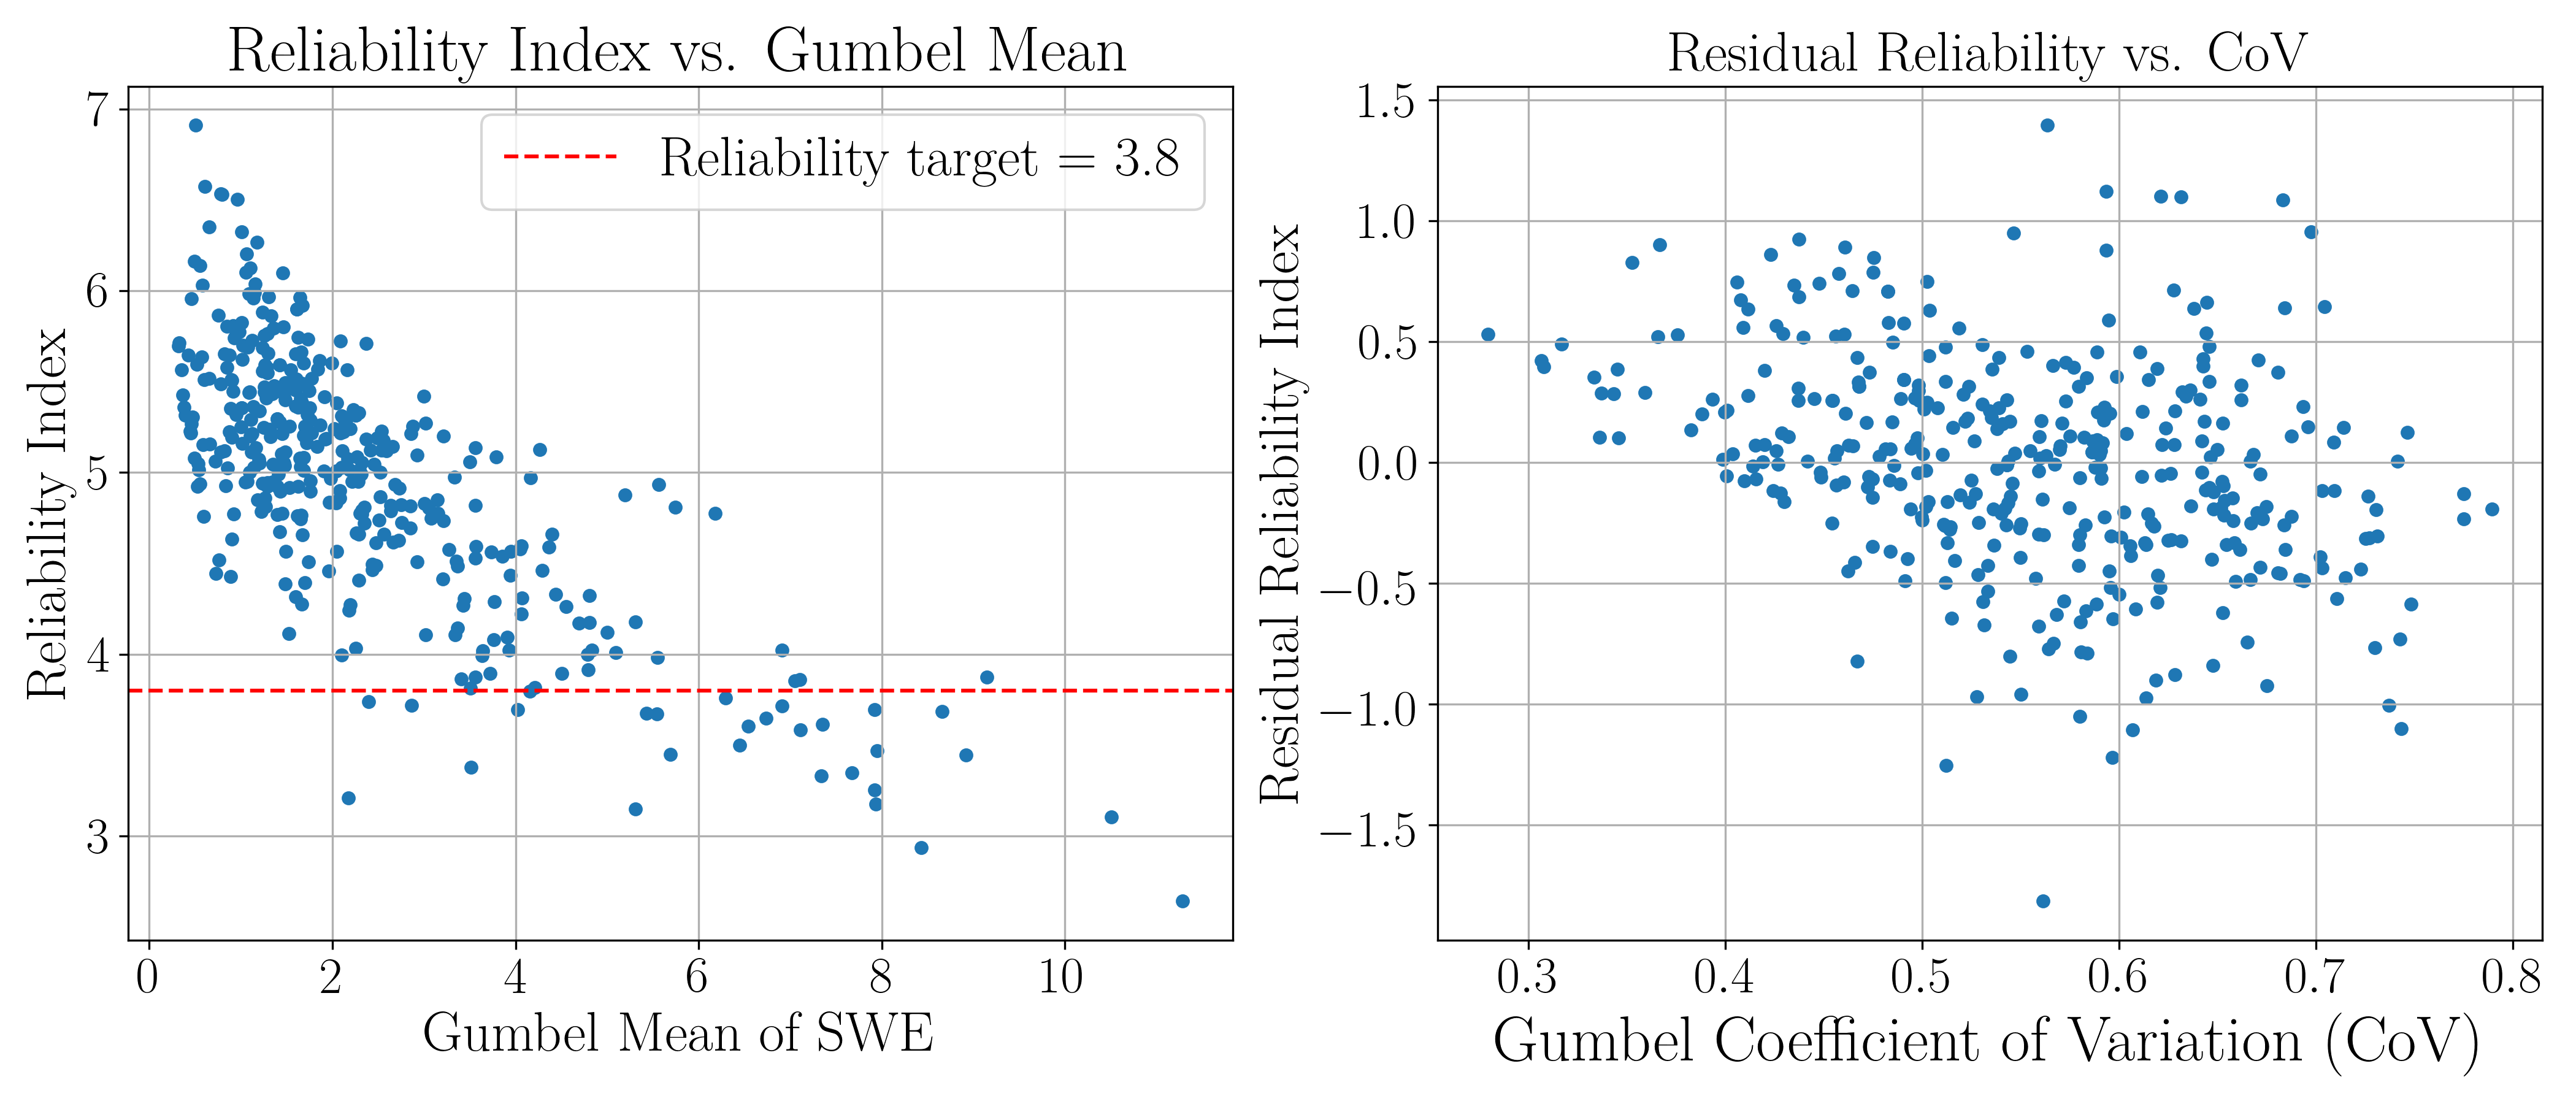 Reliability Index vs. Gumbel Mean
Reliability Index
7
6
5
4
3
Reliability target = 3.8
0 2 4 6 8 10
Gumbel Mean of SWE
Residual Reliability vs. CoV
Residual Reliability Index
1.5
1.0
0.5
0.0
−0.5
−1.0
−1.5
0.3 0.4 0.5 0.6 0.7 0.8
Gumbel Coefficient of Variation (CoV)